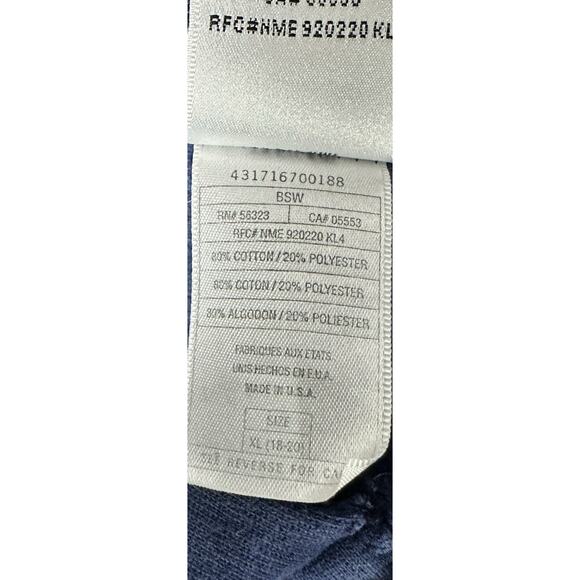 RFC#NME 920220 KL
431716700188
BSW
RN# 56323 CA# 05553
RFC# NME 920220 KL4
80% COTTON / 20% POLYESTER
80% COTON / 20% POLYESTER
80% ALGODON / 20% POLIESTER
FABRIQUES AUX ETATS.
UNIS HECHOS EN E.U.A.
MADE IN U.S.A.
SIZE
XL (18-20)
REVERSE FOR CA